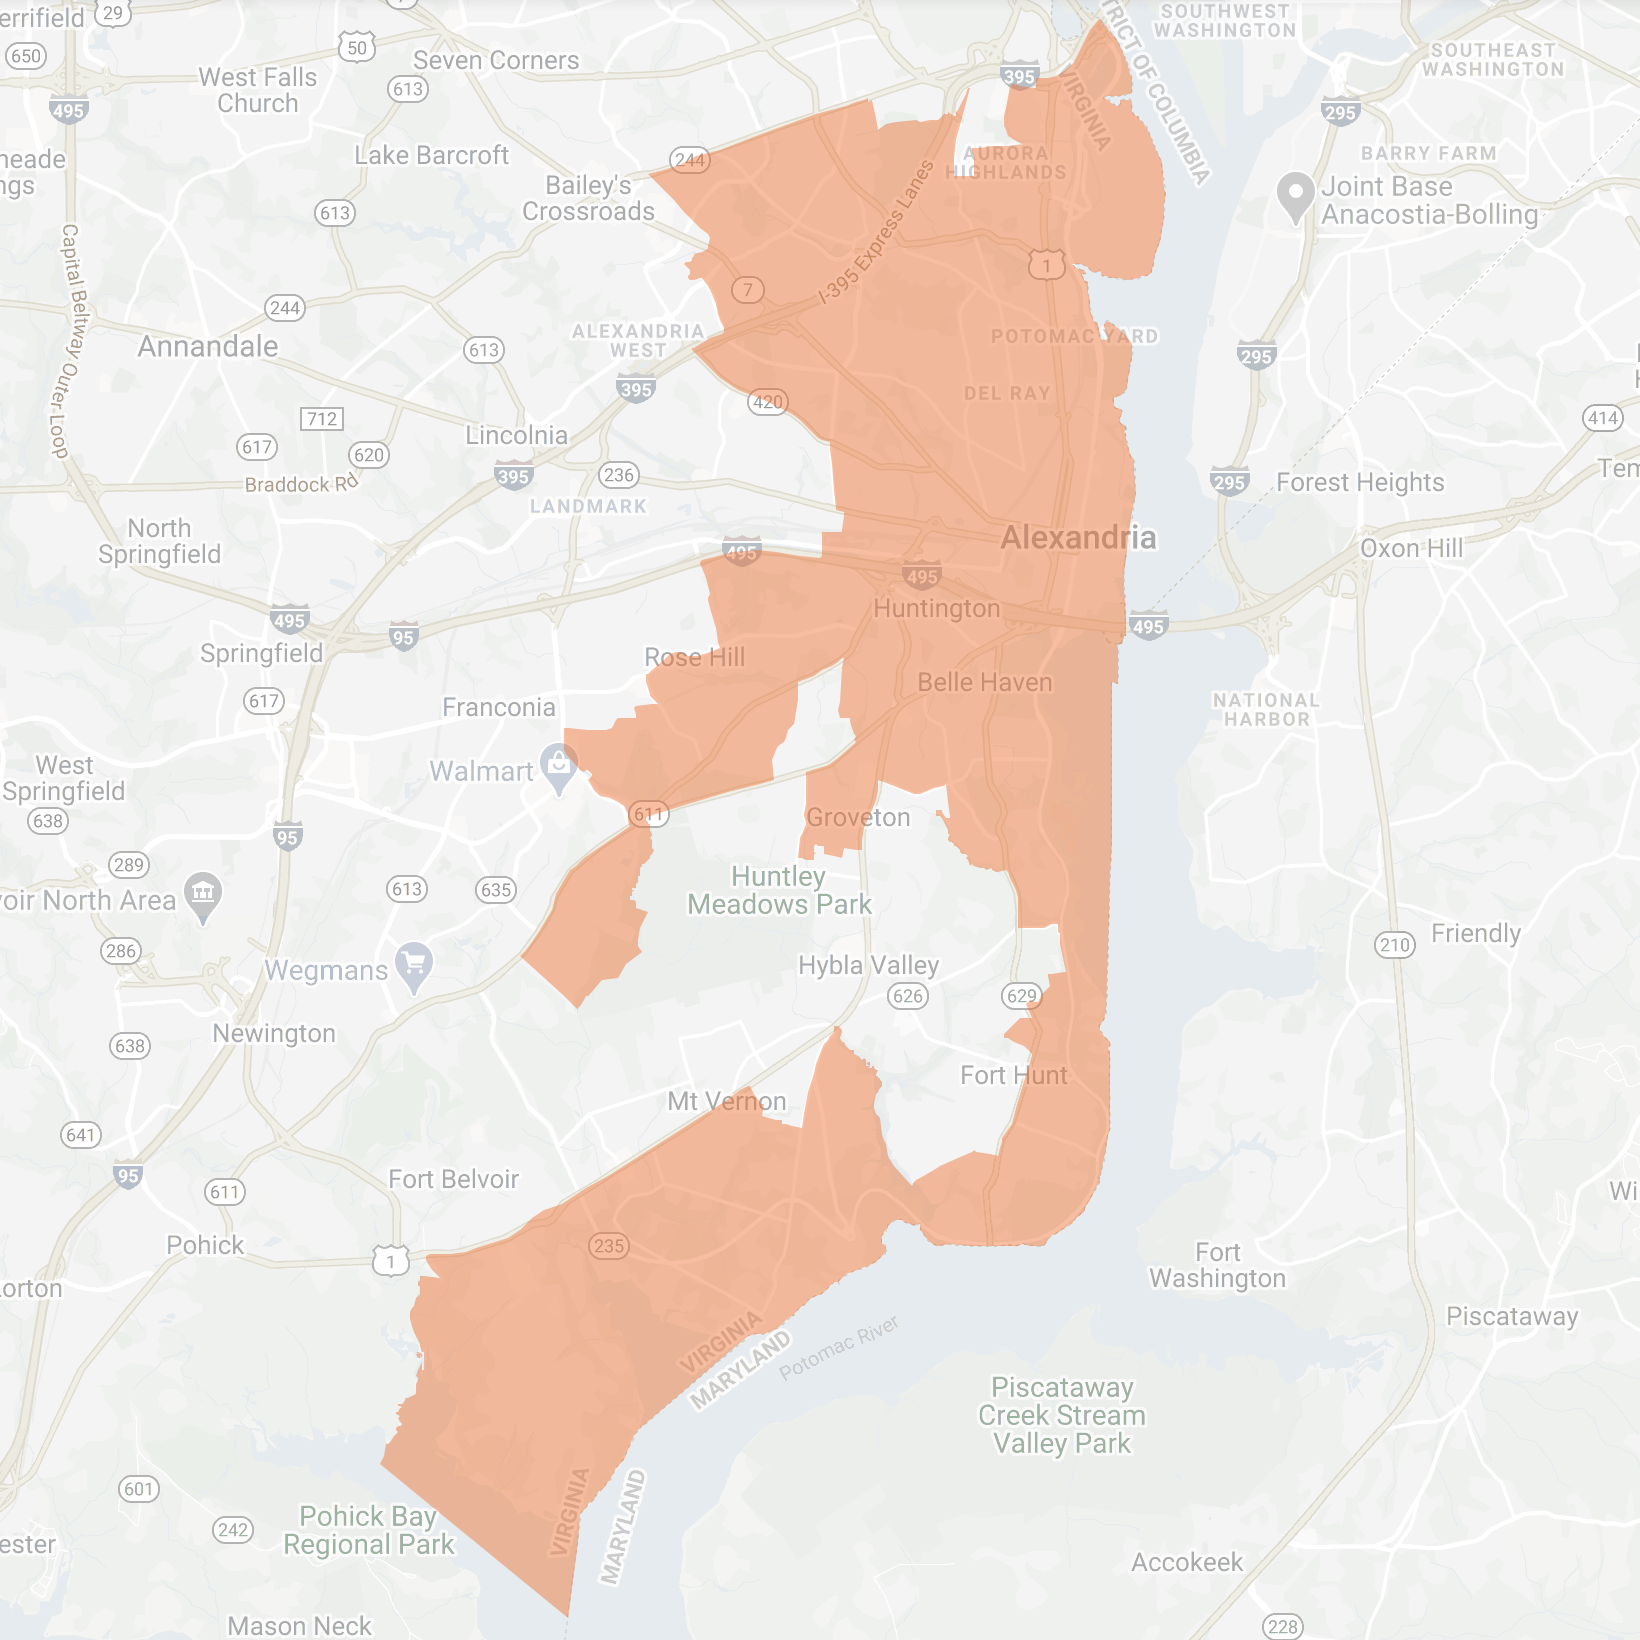 errifield
29
650
50
West Falls
Church
Seven Corners
613
495
395
TRICT OF COLUMBIA
VIRGINIA
SOUTHWEST
WASHINGTON
SOUTHEAST
WASHINGTON
295
BARRY FARM
Joint Base
Anacostia-Bolling
Lake Barcroft
244
Bailey's
Crossroads
AURORA
HIGHLANDS
613
I-395 Express Lanes
Capital Beltway Outer Loop
7
1
244
Annandale
613
ALEXANDRIA
WEST
395
POTOMAC YARD
DEL RAY
295
420
712
617
620
Lincolnia
414
Braddock Rd
395
236
LANDMARK
295
Forest Heights
Tem
North
Springfield
495
Alexandria
Oxon Hill
495
Huntington
495
495
95
Springfield
Rose Hill
Belle Haven
617
Franconia
NATIONAL
HARBOR
West
Springfield
638
Walmart
95
611
Groveton
289
613
635
Huntley
Meadows Park
oir North Area
286
Wegmans
Hybla Valley
626
629
210
Friendly
Newington
638
Fort Hunt
Mt Vernon
641
95
611
Fort Belvoir
Wi
Pohick
1
235
Fort
Washington
orton
Piscataway
VIRGINIA
MARYLAND
Potomac River
Piscataway
Creek Stream
Valley Park
601
242
Pohick Bay
Regional Park
VIRGINIA
MARYLAND
ester
Accokeek
Mason Neck
228